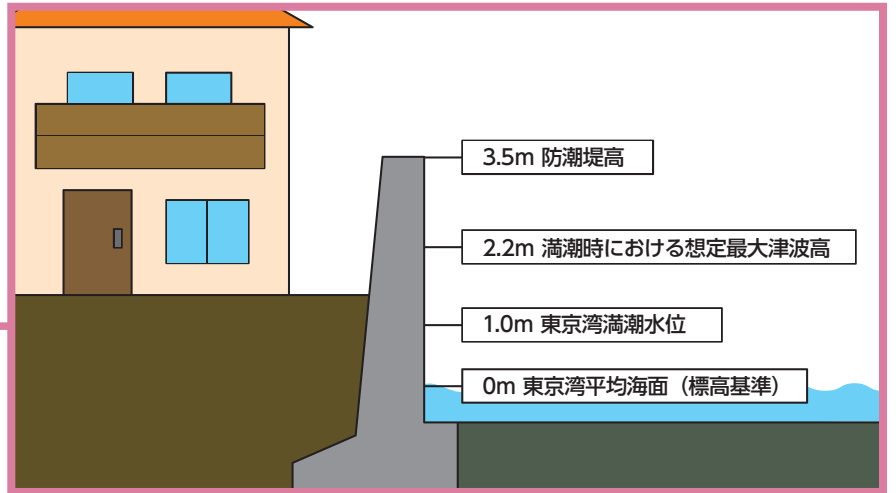 3.5m 防潮堤高
2.2m 満潮時における想定最大津波高
1.0m 東京湾満潮水位
0m 東京湾平均海面（標高基準）